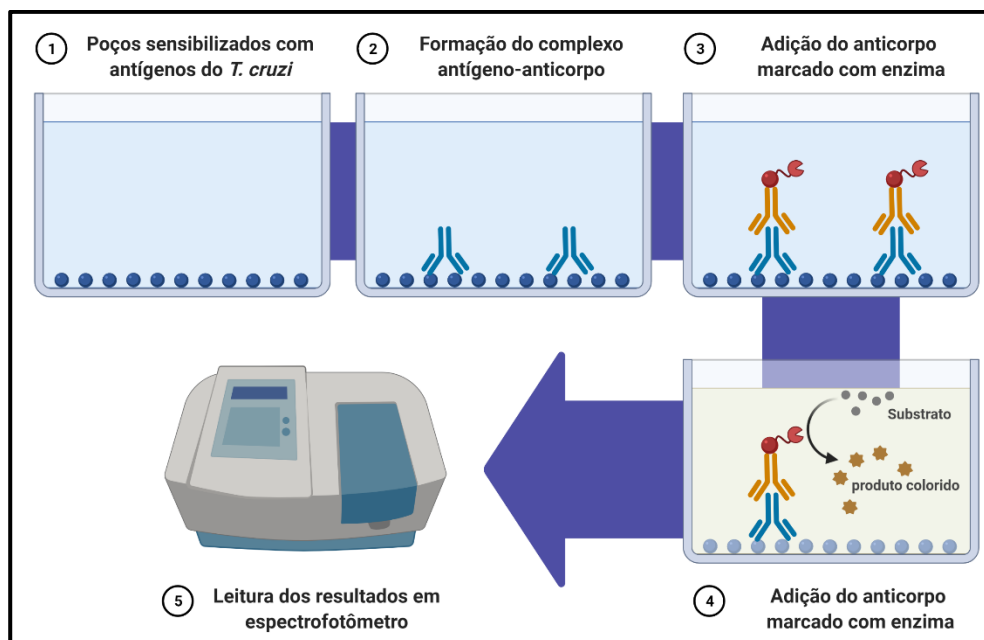 1 Poços sensibilizados com
antígenos do T. cruzi
2 Formação do complexo
antígeno-anticorpo
3 Adição do anticorpo
marcado com enzima
Substrato
produto colorido
4 Adição do anticorpo
marcado com enzima
5 Leitura dos resultados em
espectrofotômetro